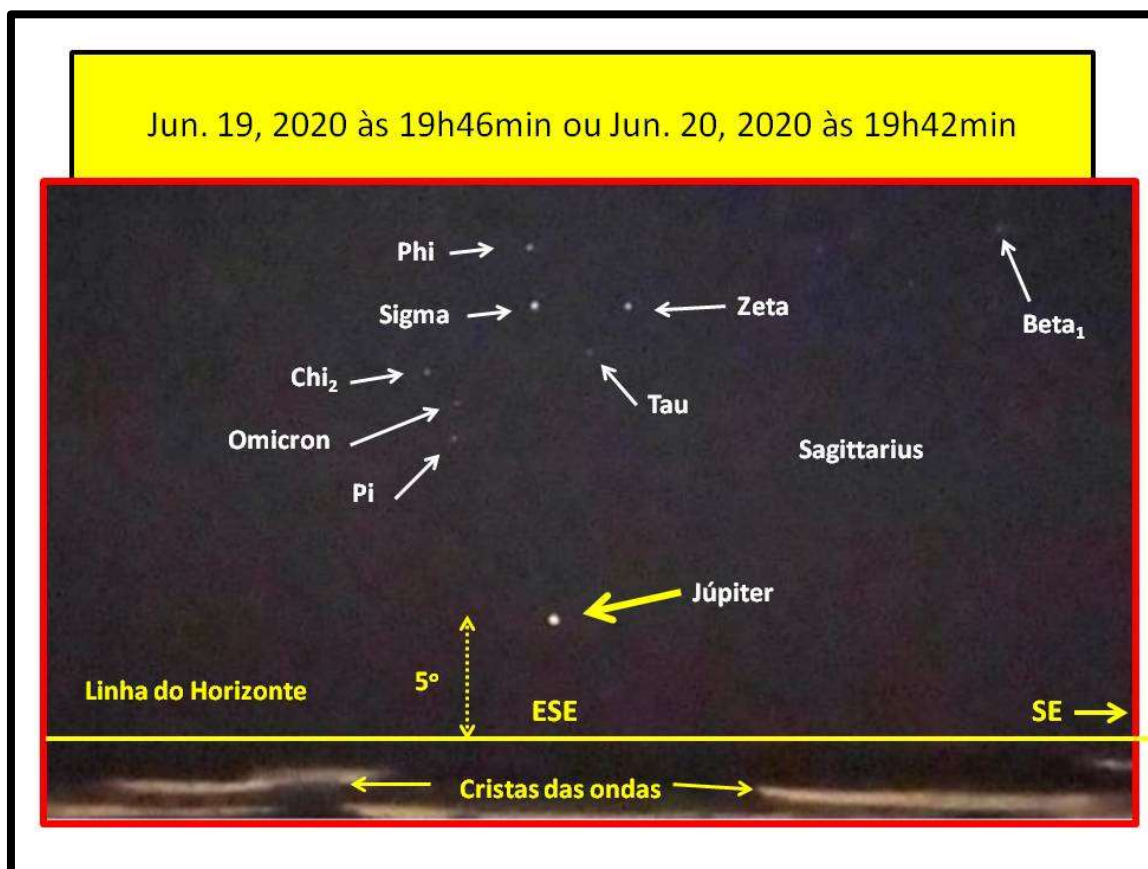 Jun. 19, 2020 às 19h46min ou Jun. 20, 2020 às 19h42min
Phi
Sigma
Zeta
Beta₁
Chi₂
Tau
Omicron
Sagittarius
Pi
Júpiter
5º
Linha do Horizonte
ESE
SE
Cristas das ondas